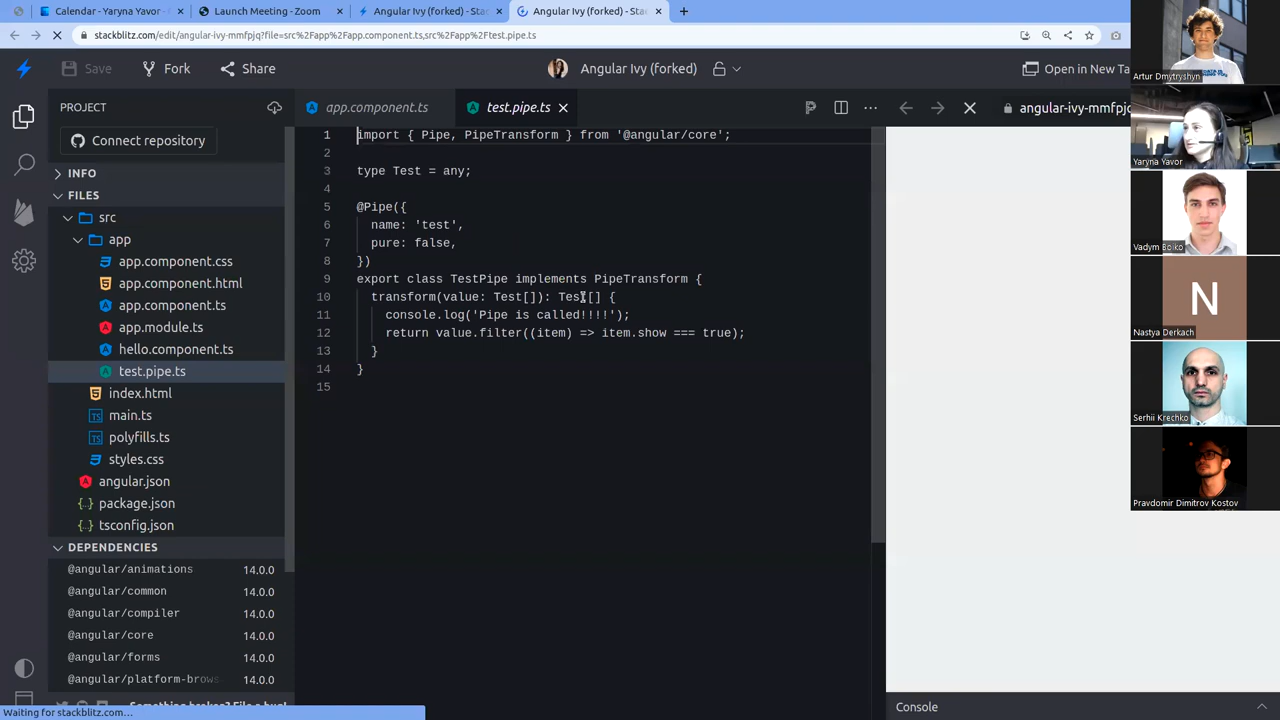 Calendar - Yaryna Yavor -
Launch Meeting - Zoom
Angular Ivy (forked) - Stac
Angular Ivy (forked) - Stac
stackblitz.com/edit/angular-ivy-mmfpjq?file=src%2Fapp%2Fapp.component.ts,src%2Fapp%2Ftest.pipe.ts
Save
Fork
Share
Angular Ivy (forked)
Open in New Ta
PROJECT
app.component.ts
test.pipe.ts
angular-ivy-mmfpj
Connect repository
INFO
FILES
src
app
app.component.css
app.component.html
app.component.ts
app.module.ts
hello.component.ts
test.pipe.ts
index.html
main.ts
polyfills.ts
styles.css
angular.json
package.json
tsconfig.json
DEPENDENCIES
@angular/animations 14.0.0
@angular/common 14.0.0
@angular/compiler 14.0.0
@angular/core 14.0.0
@angular/forms 14.0.0
@angular/platform-brows 14.0.0
Waiting for stackblitz.com...
1 import { Pipe, PipeTransform } from '@angular/core';
2
3 type Test = any;
4
5 @Pipe({
6 name: 'test',
7 pure: false,
8 })
9 export class TestPipe implements PipeTransform {
10 transform(value: Test[]): Test[] {
11 console.log('Pipe is called!!!!');
12 return value.filter((item) => item.show === true);
13 }
14 }
15
Console
Artur Dmytryshyn
Yaryna Yavor
Vadym Boiko
N
Nastya Derkach
Serhii Krechko
Pravdomir Dimitrov Kostov